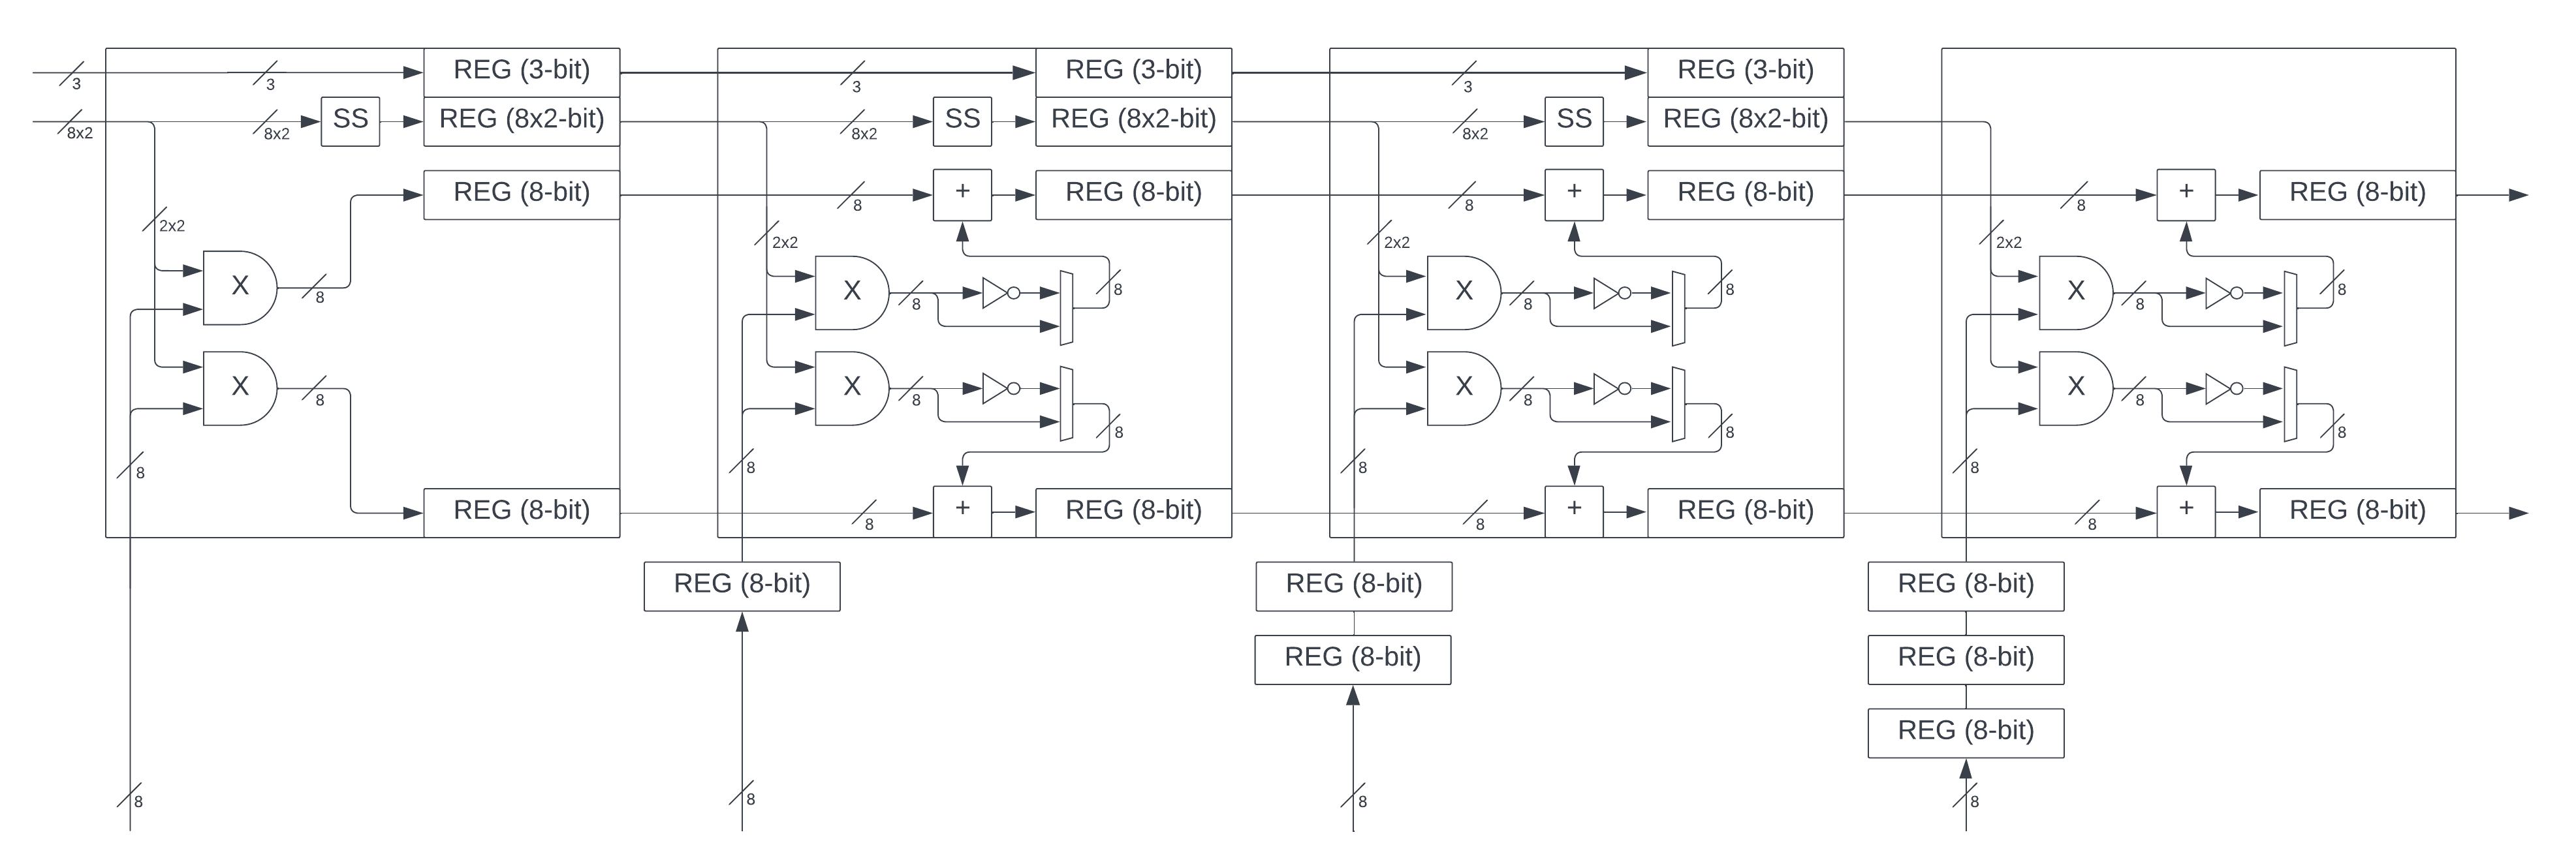 REG (3-bit) REG (3-bit) REG (3-bit)
3 3 3 3
SS REG (8x2-bit) SS REG (8x2-bit) SS REG (8x2-bit)
8x2 8x2 8x2 8x2
REG (8-bit) + REG (8-bit) + REG (8-bit) + REG (8-bit)
8 8 8
2x2 2x2 2x2 2x2
X X X X
8 8 8 8 8 8 8
X X X X
8 8 8 8 8 8 8
8 8 8 8
REG (8-bit) + REG (8-bit) + REG (8-bit) + REG (8-bit)
8 8 8
REG (8-bit) REG (8-bit) REG (8-bit)
REG (8-bit) REG (8-bit)
REG (8-bit)
8 8 8 8